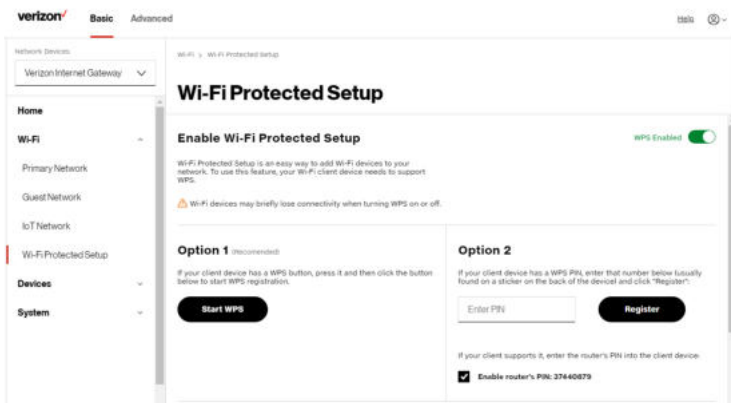 verizon✓ Basic Advanced Help
Network Devices
Verizon Internet Gateway
Home
Wi-Fi
Primary Network
Guest Network
IoT Network
Wi-Fi Protected Setup
Devices
System
Wi-Fi > Wi-Fi Protected Setup
Wi-Fi Protected Setup
Enable Wi-Fi Protected Setup
WPS Enabled
Wi-Fi Protected Setup is an easy way to add Wi-Fi devices to your
network. To use this feature, your Wi-Fi client device needs to support
WPS.
Wi-Fi devices may briefly lose connectivity when turning WPS on or off.
Option 1 (Recomended)
If your client device has a WPS button, press it and then click the button
below to start WPS registration.
Start WPS
Option 2
If your client device has a WPS PIN, enter that number below (usually
found on a sticker on the back of the device) and click "Register":
Enter PIN
Register
If your client supports it, enter the router's PIN into the client device:
Enable router's PIN: 37440879